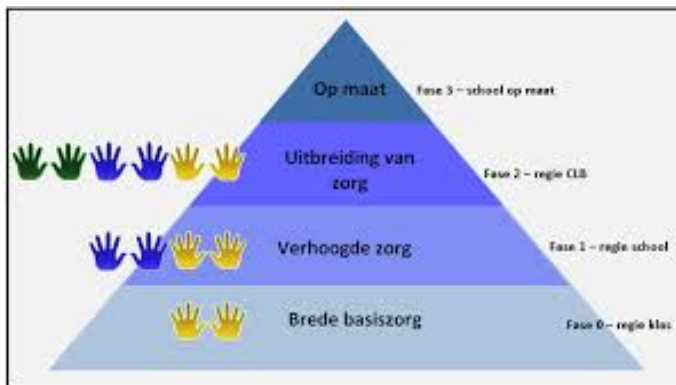 Op maat
Fase 3 – school op maat
Uitbreiding van
zorg
Fase 2 – regie CLB
Verhoogde zorg
Fase 1 – regie school
Brede basiszorg
Fase 0 – regie klas